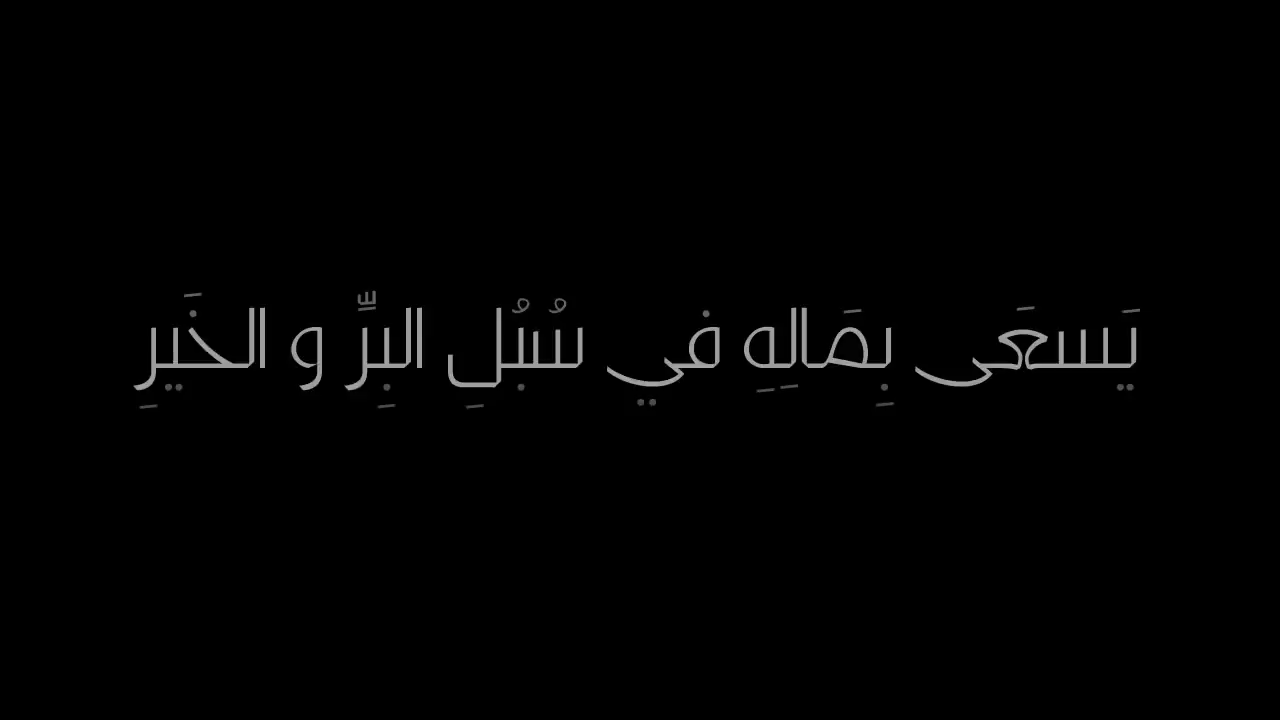 يَسعَى بِمَالِهِ في سُبُلِ البِرِّ و الخَيرِ